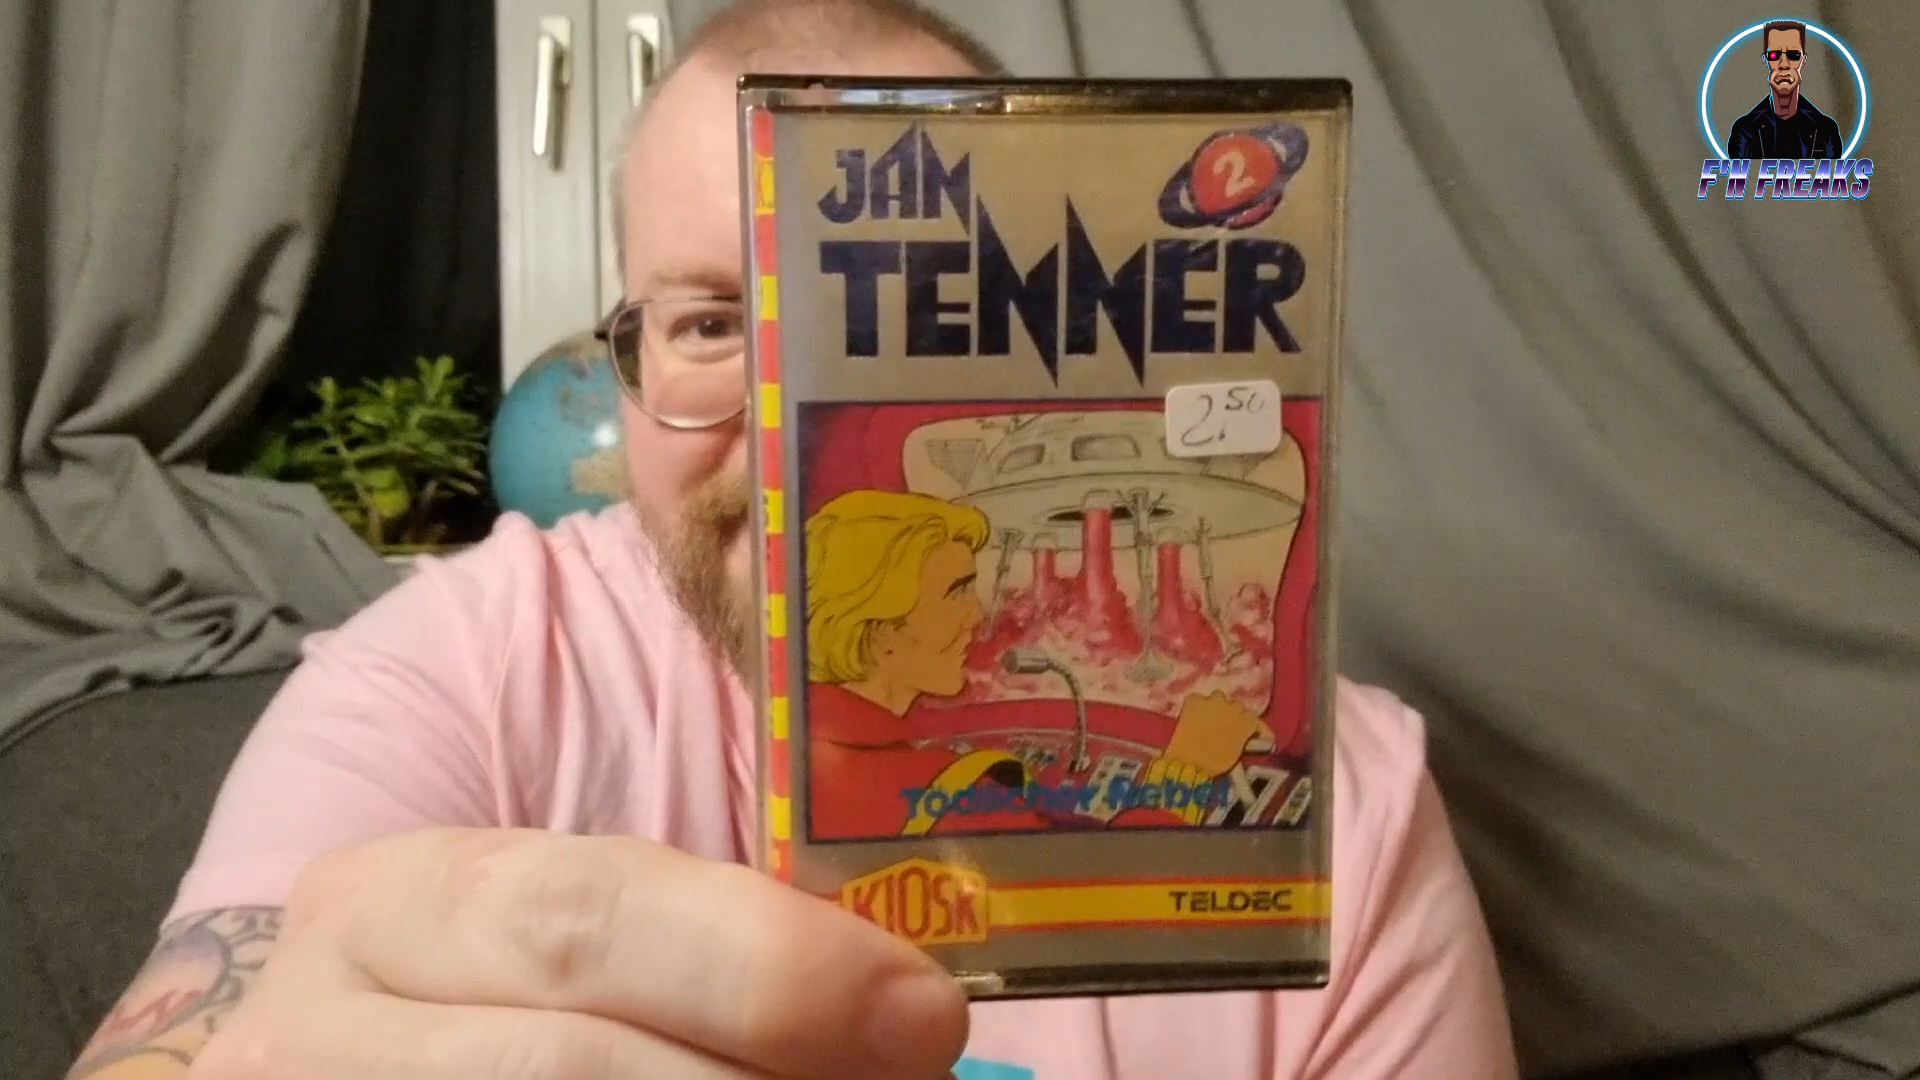 JAN
2
TENNER
2,50
Tödlicher Nebel
KIOSK
TELDEC
F'N FREAKS